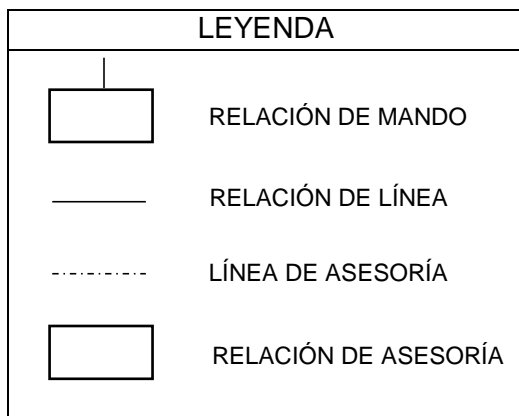 LEYENDA
RELACIÓN DE MANDO
RELACIÓN DE LÍNEA
LÍNEA DE ASESORÍA
RELACIÓN DE ASESORÍA